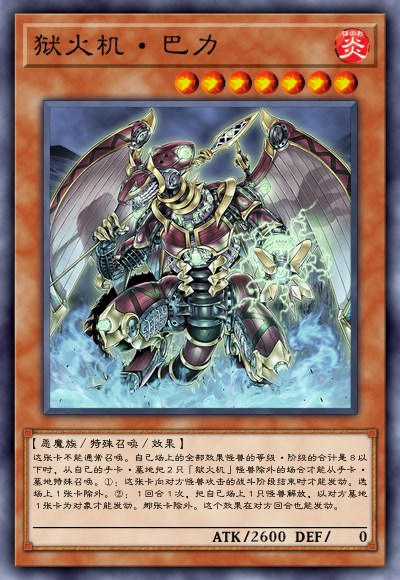 狱火机・巴力
ほのお
炎
【恶魔族／特殊召唤／效果】
这张卡不能通常召唤。自己场上的全部效果怪兽的等级・阶级的合计是８以
下时，从自己的手卡・墓地把２只「狱火机」怪兽除外的场合才能从手卡・
墓地特殊召唤。①：这张卡向对方怪兽攻击的战斗阶段结束时才能发动。选
场上１张卡除外。②：１回合１次，把自己场上１只怪兽解放，以对方墓地
１张卡为对象才能发动。那张卡除外。这个效果在对方回合也能发动。
ATK/2600 DEF/ 0